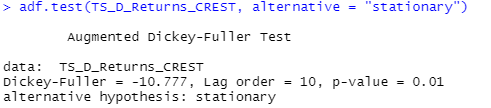 > adf.test(TS_D_Returns_CREST, alternative = "stationary")
Augmented Dickey-Fuller Test
data:  TS_D_Returns_CREST
Dickey-Fuller = -10.777, Lag order = 10, p-value = 0.01
alternative hypothesis: stationary